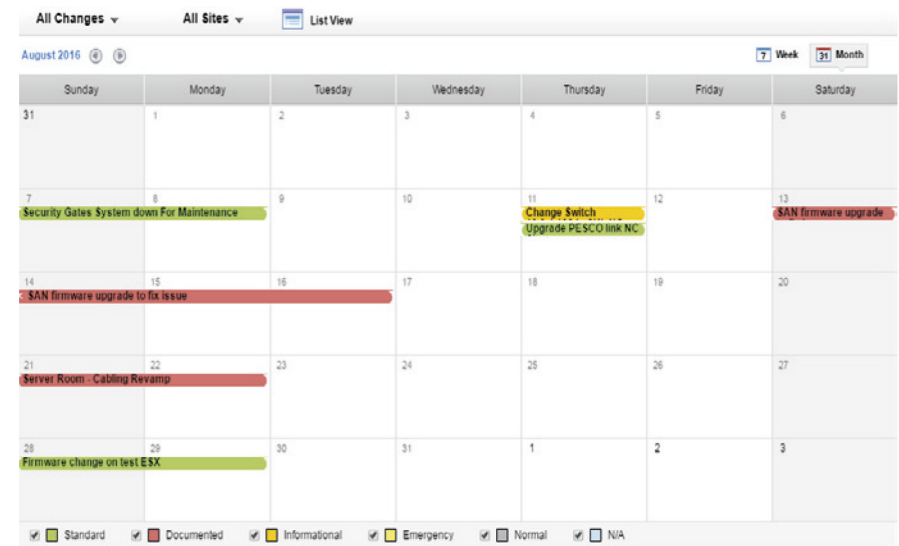 All Changes All Sites List View
August 2016 7 Week 31 Month
Sunday Monday Tuesday Wednesday Thursday Friday Saturday
31 1 2 3 4 5 6
7 8 9 10 11 12 13
Security Gates System down For Maintenance Change Switch SAN firmware upgrade
Upgrade PESCO link NC
14 15 16 17 18 19 20
SAN firmware upgrade to fix issue
21 22 23 24 25 26 27
Server Room - Cabling Revamp
28 29 30 31 1 2 3
Firmware change on test ESX
Standard Documented Informational Emergency Normal N/A